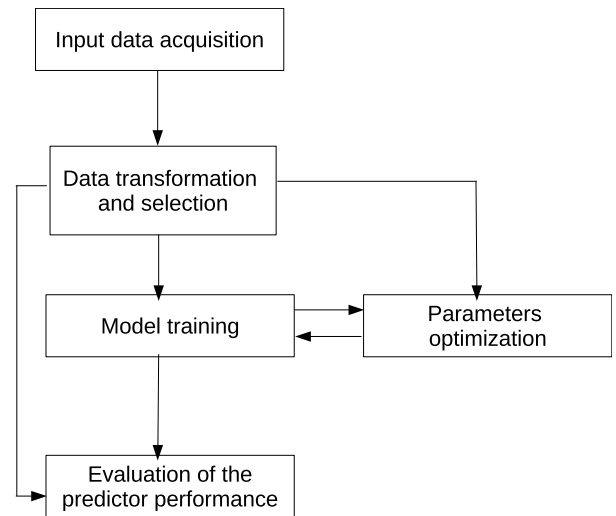 Input data acquisition
Data transformation
and selection
Model training
Parameters
optimization
Evaluation of the
predictor performance